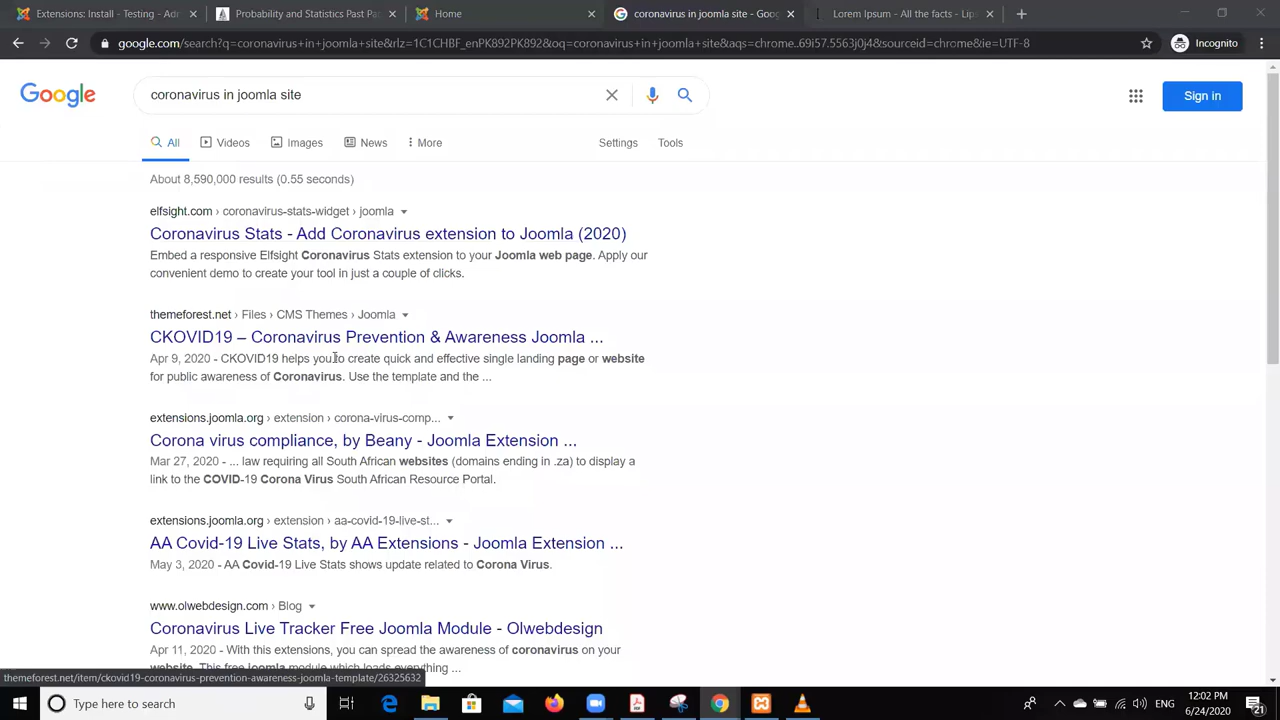 Extensions: Install - Testing - Adm
Probability and Statistics Past Pap
Home
coronavirus in joomla site - Goog
Lorem Ipsum - All the facts - Lips
google.com/search?q=coronavirus+in+joomla+site&rlz=1C1CHBF_enPK892PK892&oq=coronavirus+in+joomla+site&aqs=chrome..69i57.5563j0j4&sourceid=chrome&ie=UTF-8
Incognito
Google
coronavirus in joomla site
Sign in
All Videos Images News More Settings Tools
About 8,590,000 results (0.55 seconds)
elfsight.com › coronavirus-stats-widget › joomla
Coronavirus Stats - Add Coronavirus extension to Joomla (2020)
Embed a responsive Elfsight Coronavirus Stats extension to your Joomla web page. Apply our
convenient demo to create your tool in just a couple of clicks.
themeforest.net › Files › CMS Themes › Joomla
CKOVID19 – Coronavirus Prevention & Awareness Joomla ...
Apr 9, 2020 - CKOVID19 helps you to create quick and effective single landing page or website
for public awareness of Coronavirus. Use the template and the ...
extensions.joomla.org › extension › corona-virus-comp...
Corona virus compliance, by Beany - Joomla Extension ...
Mar 27, 2020 - ... law requiring all South African websites (domains ending in .za) to display a
link to the COVID-19 Corona Virus South African Resource Portal.
extensions.joomla.org › extension › aa-covid-19-live-st...
AA Covid-19 Live Stats, by AA Extensions - Joomla Extension ...
May 3, 2020 - AA Covid-19 Live Stats shows update related to Corona Virus.
www.olwebdesign.com › Blog
Coronavirus Live Tracker Free Joomla Module - Olwebdesign
Apr 11, 2020 - With this extensions, you can spread the awareness of coronavirus on your
website. This free joomla module which loads everything ...
themeforest.net/item/ckovid19-coronavirus-prevention-awareness-joomla-template/26325632
Type here to search
ENG
12:02 PM
6/24/2020
21